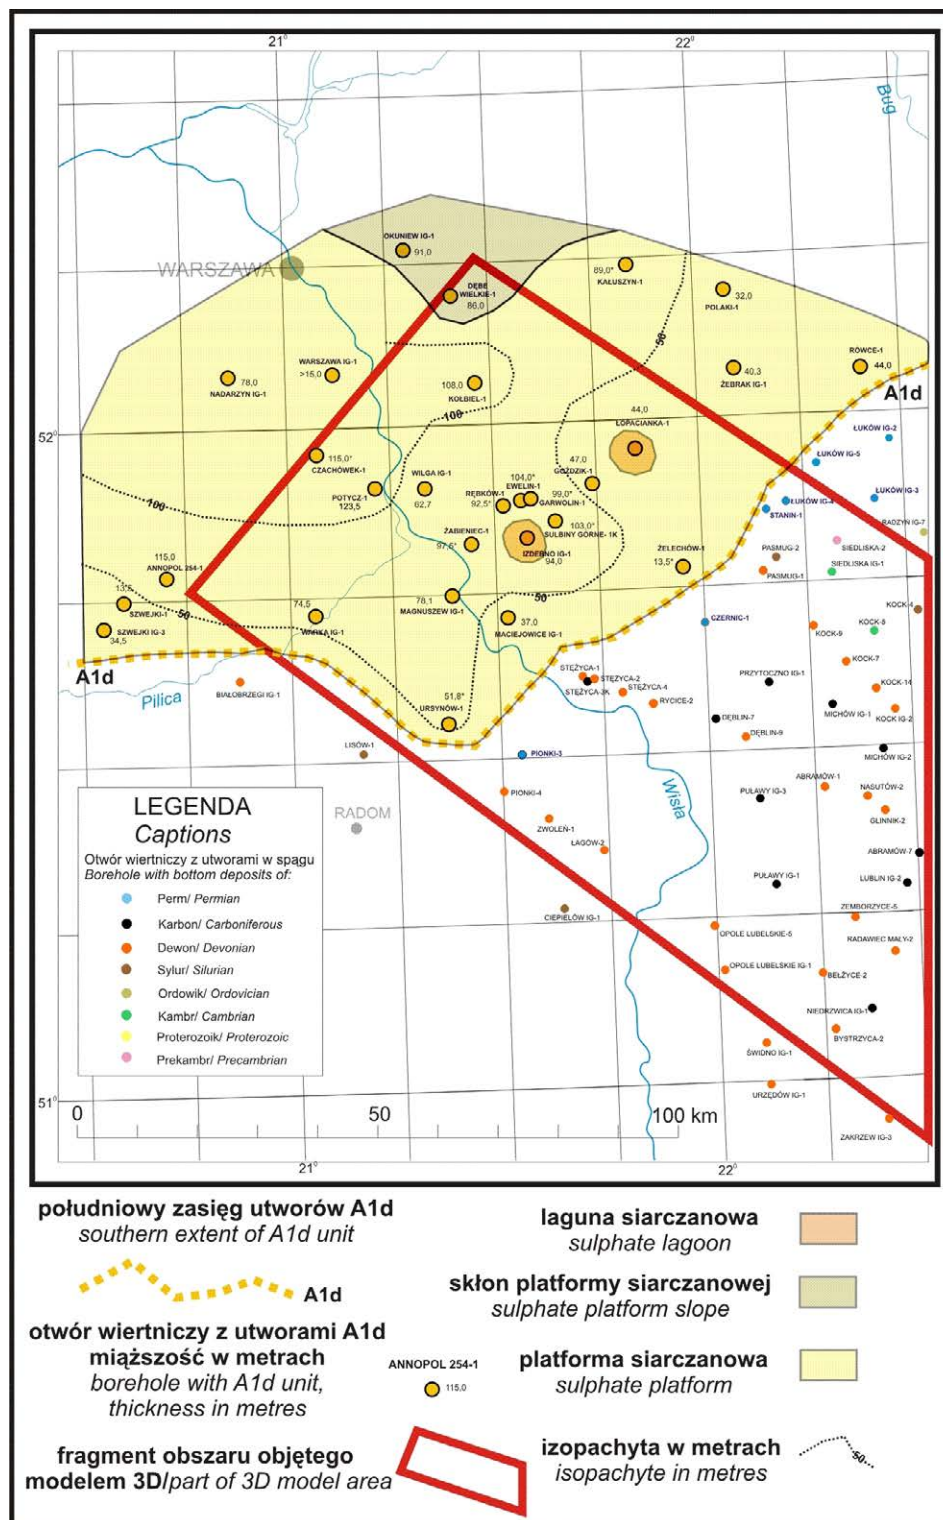 21°
22°
Bug
OKUNIEW IG-1
91,0
WARSZAWA
DĘBE
WIELKIE-1
86,0
89,0*
KAŁUSZYN-1
32,0
POLAKI-1
50
WARSZAWA IG-1
>15,0
78,0
NADARZYN IG-1
108,0
KOŁBIEL-1
100
40,3
ŻEBRAK IG-1
RÓWCE-1
44,0
A1d
44,0
ŁOPACIANKA-1
ŁUKÓW IG-2
52°
115,0*
CZACHÓWEK-1
WILGA IG-1
62,7
POTYCZ-1
123,5
47,0
GOŹDZIK-1
104,0*
EWELIN-1
RĘBKÓW-1
92,5*
99,0*
GARWOLIN-1
ŁUKÓW IG-5
ŁUKÓW IG-3
ŁUKÓW IG-4
STANIN-1
100
103,0*
SULBINY GÓRNE- 1K
ŻABIENIEC-1
97,5*
IZDEBNO IG-1
94,0
RADZYŃ IG-7
SIEDLISKA-2
PASMUG-2
ŻELECHÓW-1
13,5*
PASMUG-1
SIEDLISKA IG-1
115,0
ANNOPOL 254-1
13,5
SZWEJKI-1
50
SZWEJKI IG-3
34,5
74,5
WARKA IG-1
78,1
MAGNUSZEW IG-1
50
37,0
MACIEJOWICE IG-1
CZERNIC-1
KOCK-4
KOCK-8
KOCK-9
KOCK-7
A1d
STĘŻYCA-1
STĘŻYCA-2
STĘŻYCA-3K
STĘŻYCA-4
PRZYTOCZNO IG-1
KOCK-14
Pilica
BIAŁOBRZEGI IG-1
51,8*
URSYNÓW-1
RYCICE-2
MICHÓW IG-1
KOCK IG-2
DĘBLIN-7
DĘBLIN-9
LISÓW-1
PIONKI-3
MICHÓW IG-2
PIONKI-4
Wisła
ABRAMÓW-1
PUŁAWY IG-3
NASUTÓW-2
GLINNIK-2
RADOM
ZWOLEŃ-1
ŁAGÓW-2
ABRAMÓW-7
PUŁAWY IG-1
LUBLIN IG-2
CIEPIELÓW IG-1
ZEMBORZYCE-5
OPOLE LUBELSKIE-5
RADAWIEC MAŁY-2
OPOLE LUBELSKIE IG-1
BEŁŻYCE-2
NIEDRZWICA IG-1
BYSTRZYCA-2
ŚWIDNO IG-1
URZĘDÓW IG-1
ZAKRZEW IG-3
LEGENDA
Captions
Otwór wiertniczy z utworami w spągu
Borehole with bottom deposits of:
Perm/ Permian
Karbon/ Carboniferous
Dewon/ Devonian
Sylur/ Silurian
Ordowik/ Ordovician
Kambr/ Cambrian
Proterozoik/ Proterozoic
Prekambr/ Precambrian
51°
0
50
100 km
21°
22°
południowy zasięg utworów A1d
southern extent of A1d unit
A1d
otwór wiertniczy z utworami A1d
miąższość w metrach
borehole with A1d unit,
thickness in metres
ANNOPOL 254-1
115,0
fragment obszaru objętego
modelem 3D/part of 3D model area
laguna siarczanowa
sulphate lagoon
skłon platformy siarczanowej
sulphate platform slope
platforma siarczanowa
sulphate platform
izopachyta w metrach
isopachyte in metres
50